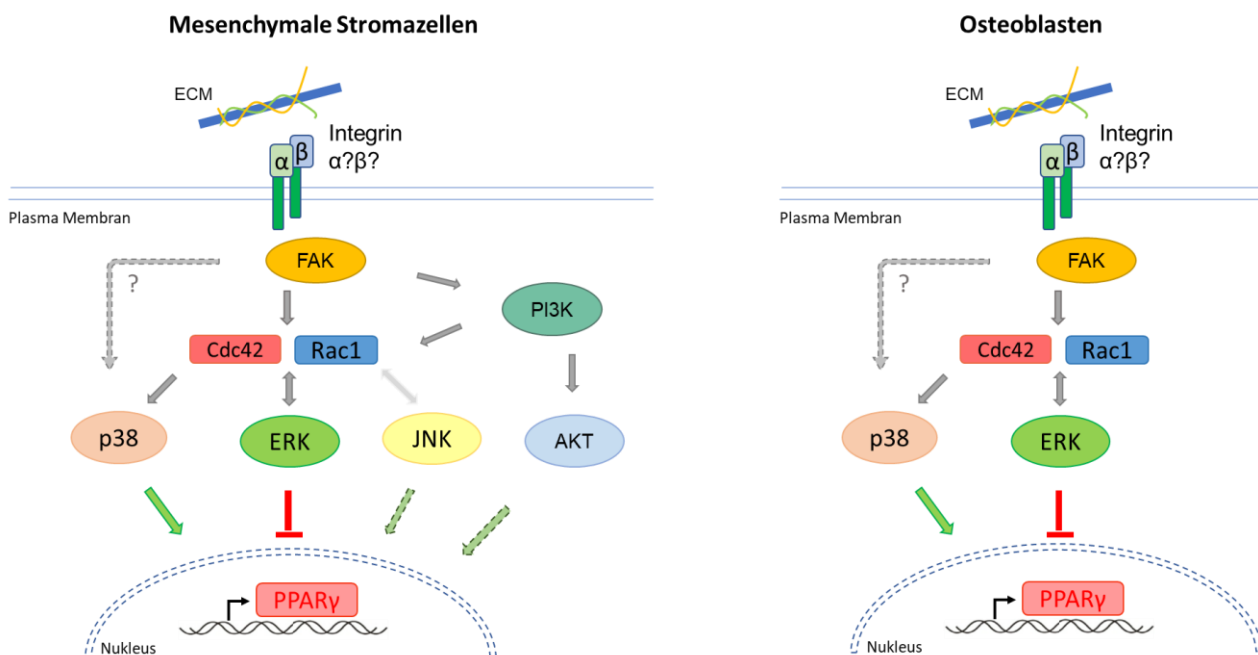 Mesenchymale Stromazellen
ECM
Integrin
α?β?
α
β
Plasma Membran
FAK
?
PI3K
Cdc42
Rac1
p38
ERK
JNK
AKT
PPARγ
Nukleus
Osteoblasten
ECM
Integrin
α?β?
α
β
Plasma Membran
FAK
?
Cdc42
Rac1
p38
ERK
PPARγ
Nukleus